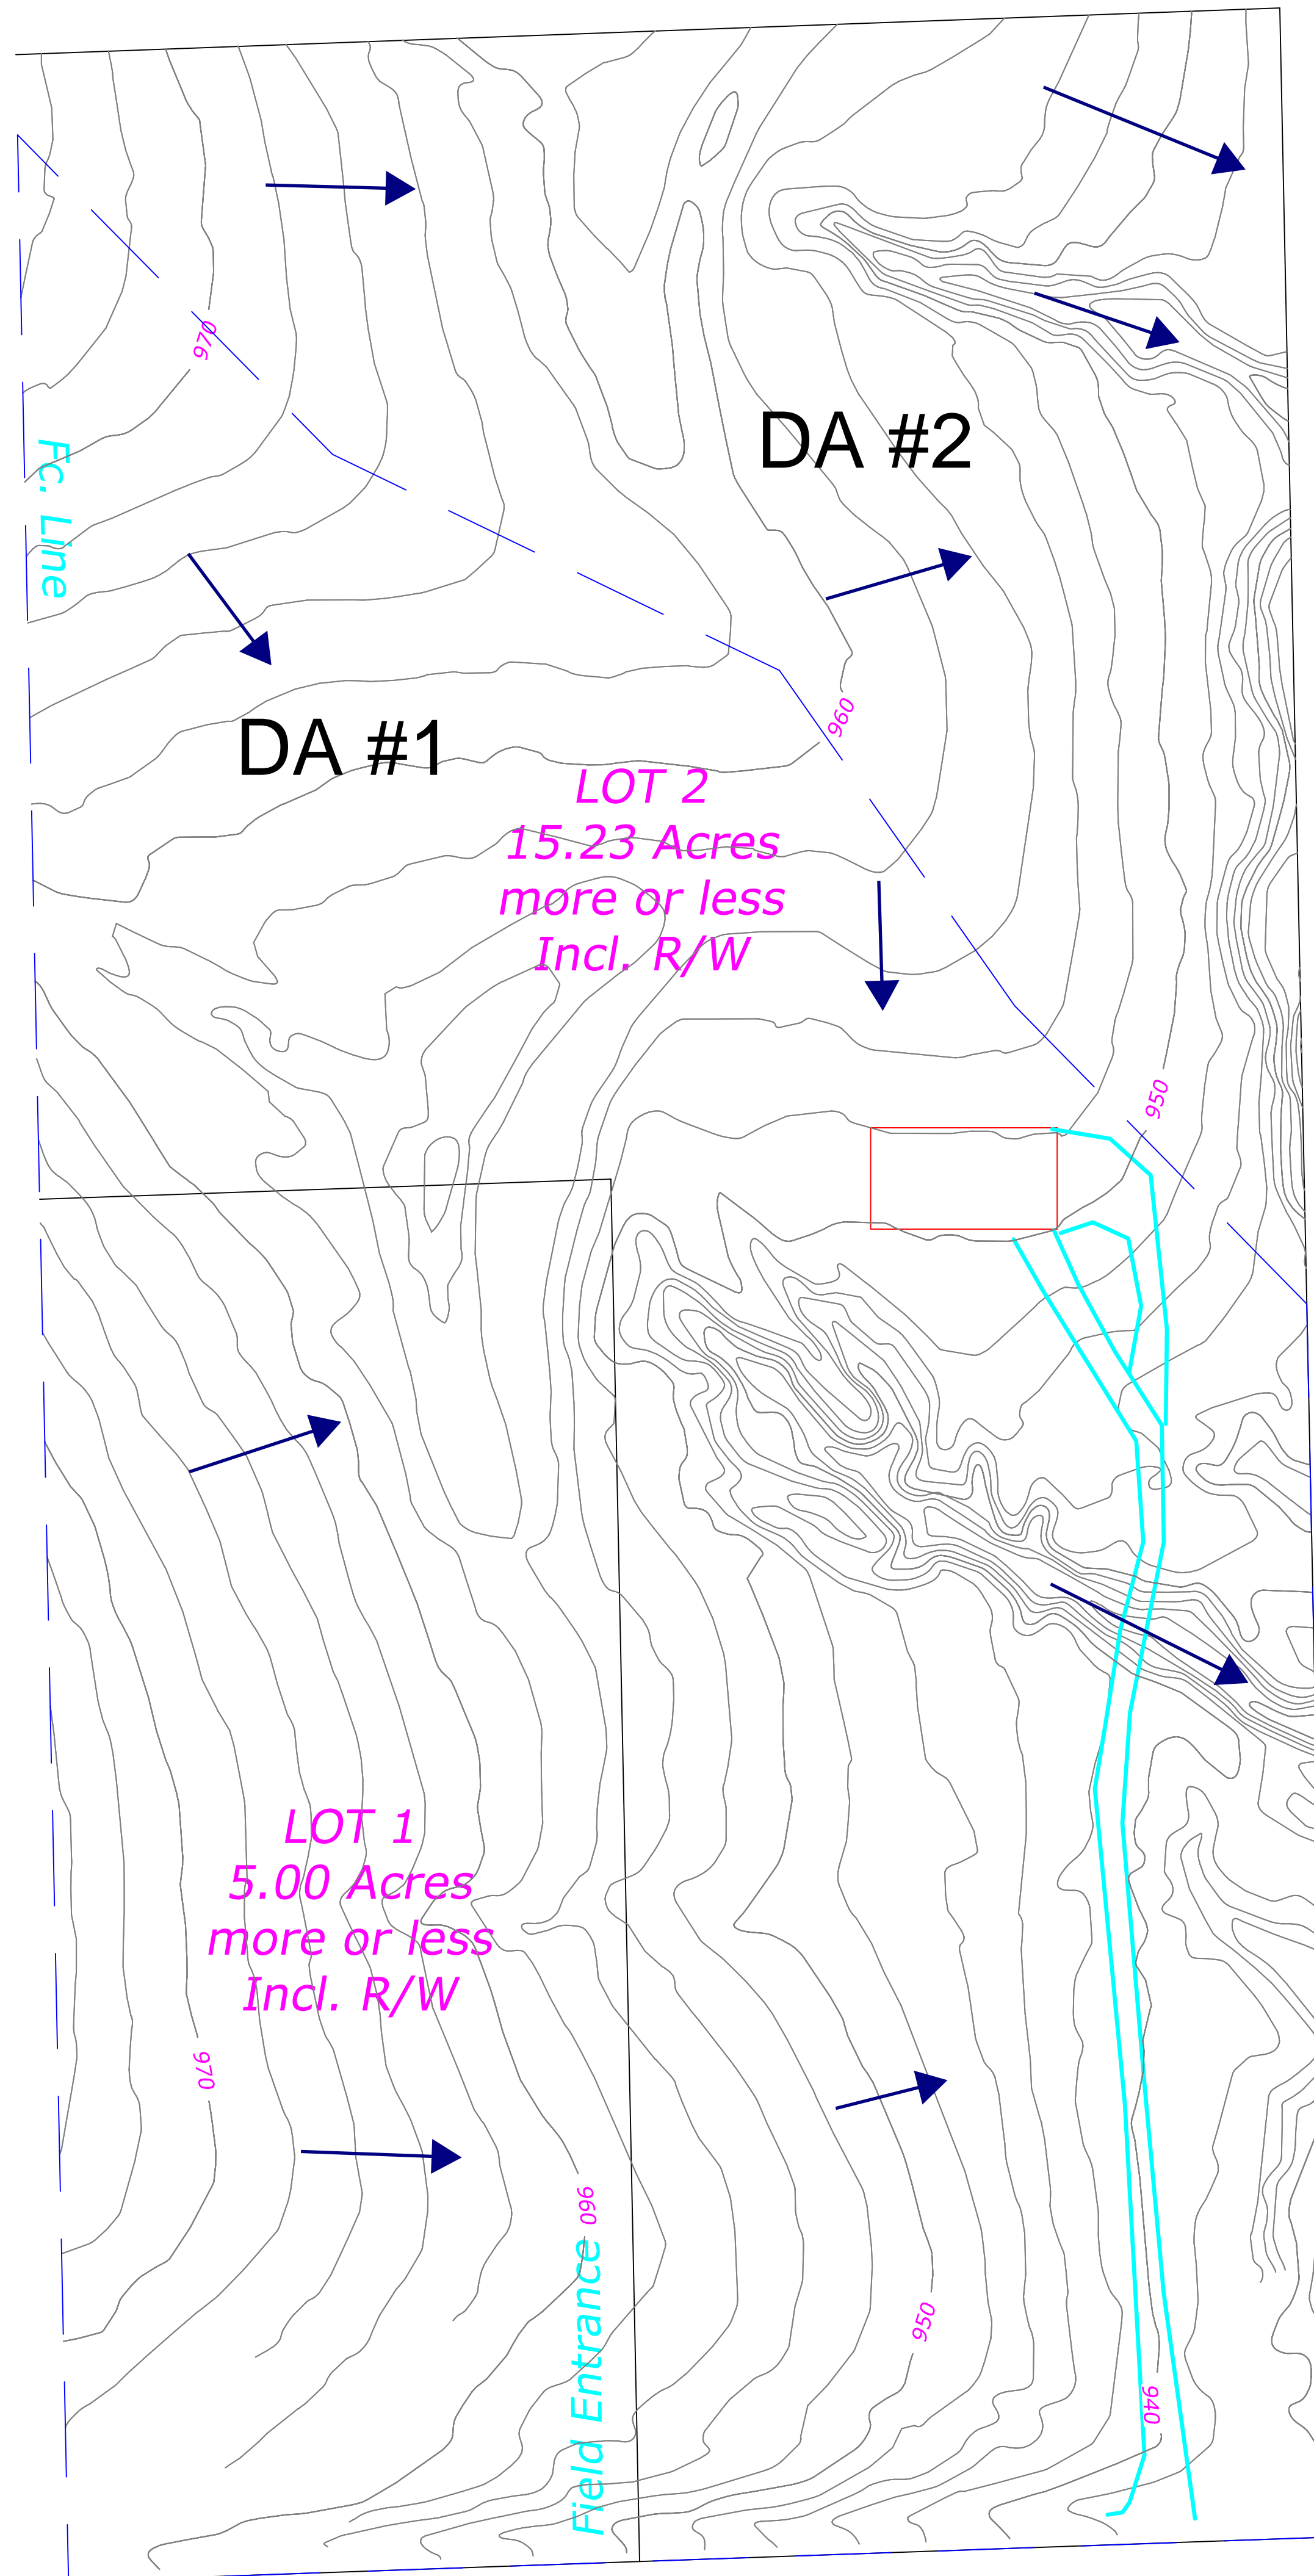 970
Fc. Line
DA #2
960
DA #1
LOT 2
15.23 Acres
more or less
Incl. R/W
950
LOT 1
5.00 Acres
more or less
Incl. R/W
970
960
Field Entrance
950
940